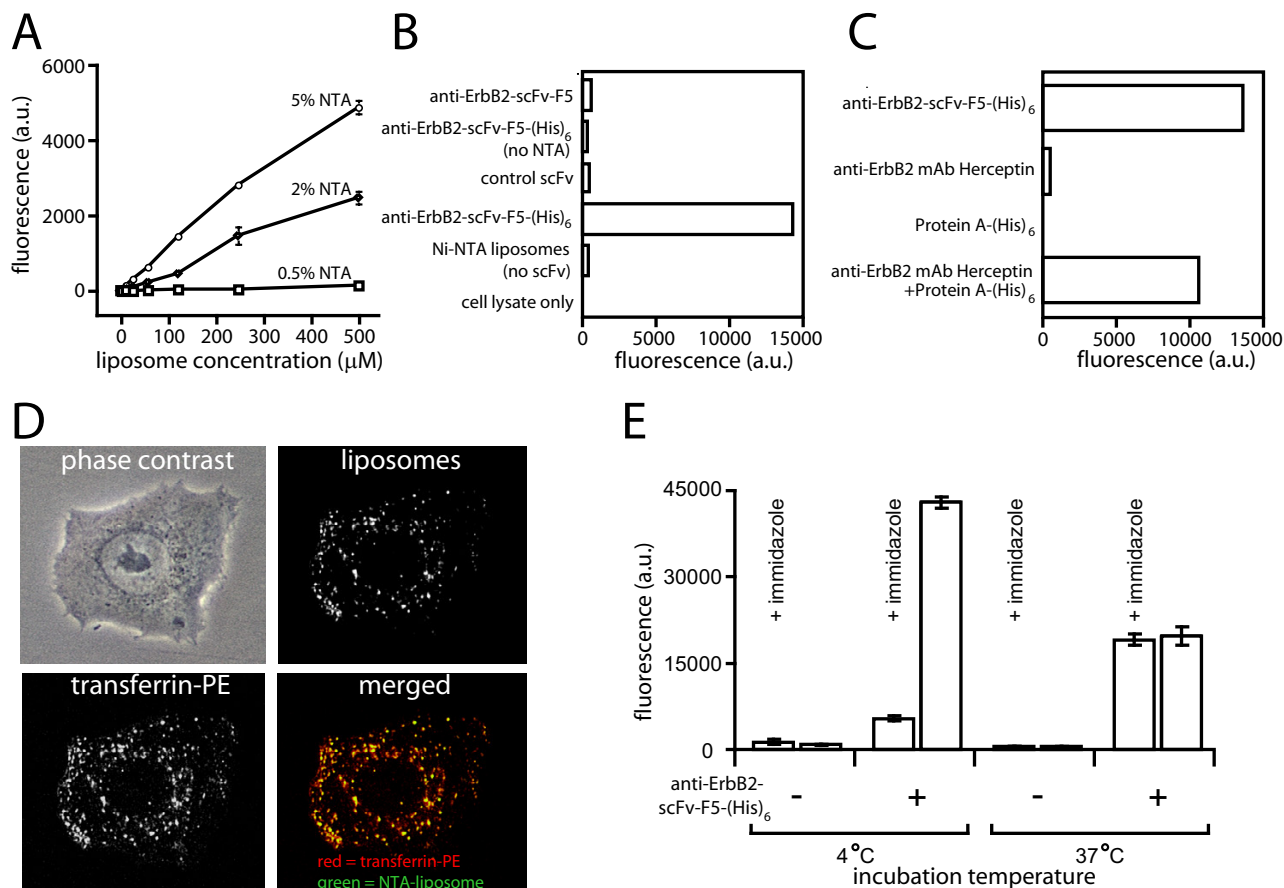 A
6000
4000
2000
0
fluorescence (a.u.)
5% NTA
2% NTA
0.5% NTA
0 100 200 300 400 500
liposome concentration (μM)
B
anti-ErbB2-scFv-F5
anti-ErbB2-scFv-F5-(His)6
(no NTA)
control scFv
anti-ErbB2-scFv-F5-(His)6
Ni-NTA liposomes
(no scFv)
cell lysate only
0 5000 10000 15000
fluorescence (a.u.)
C
anti-ErbB2-scFv-F5-(His)6
anti-ErbB2 mAb Herceptin
Protein A-(His)6
anti-ErbB2 mAb Herceptin
+Protein A-(His)6
0 5000 10000 15000
fluorescence (a.u.)
D
phase contrast
liposomes
transferrin-PE
merged
red = transferrin-PE
green = NTA-liposome
E
45000
30000
15000
0
fluorescence (a.u.)
+ immidazole
+ immidazole
+ immidazole
+ immidazole
anti-ErbB2-
scFv-F5-(His)6
- + - +
4°C 37°C
incubation temperature